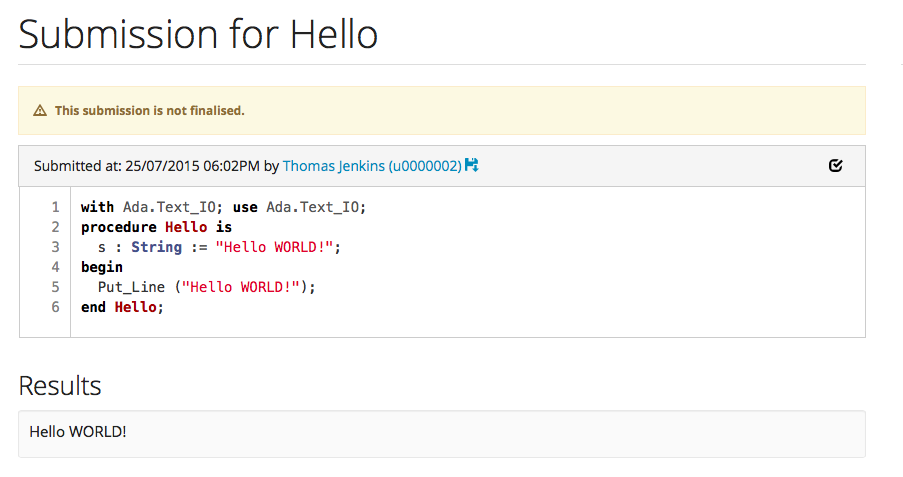 Submission for Hello
This submission is not finalised.
Submitted at: 25/07/2015 06:02PM by Thomas Jenkins (u0000002)
1 with Ada.Text_IO; use Ada.Text_IO;
2 procedure Hello is
3   s : String := "Hello WORLD!";
4 begin
5   Put_Line ("Hello WORLD!");
6 end Hello;
Results
Hello WORLD!